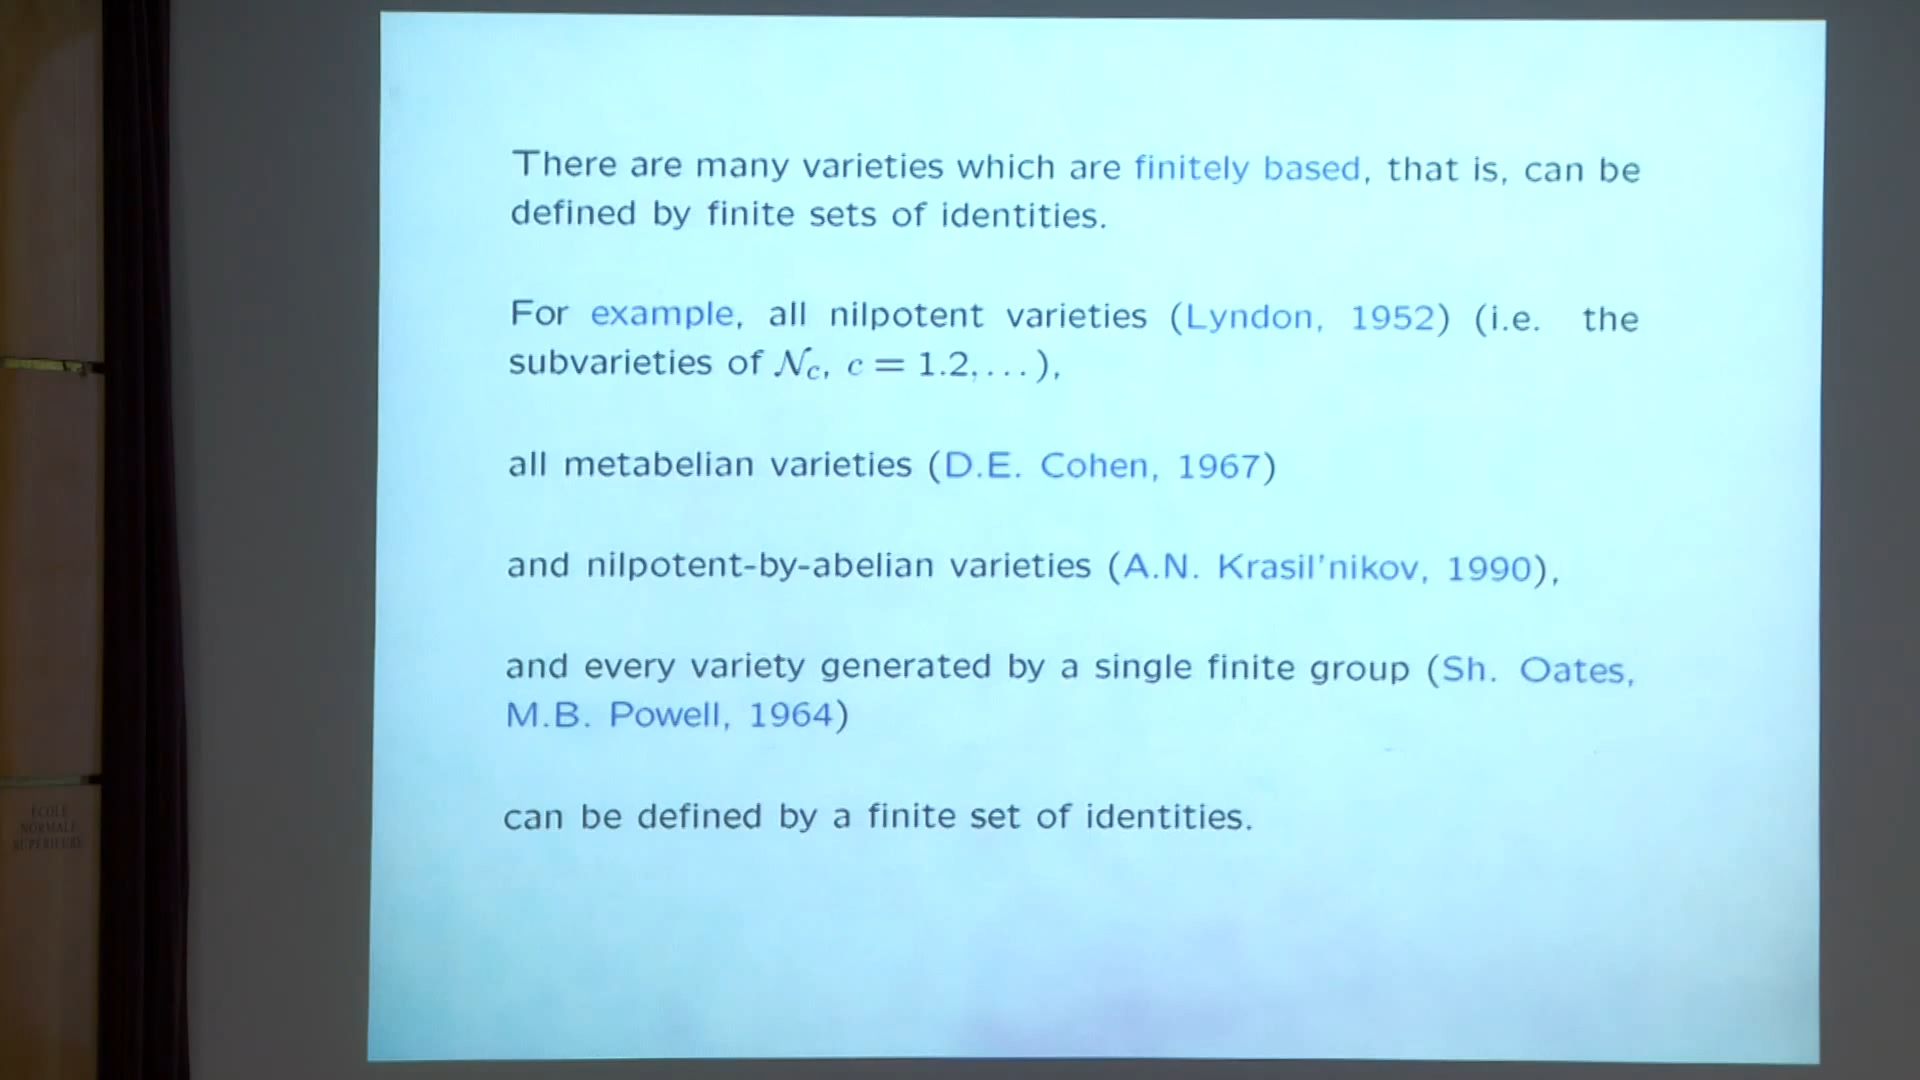 There are many varieties which are finitely based, that is, can be
defined by finite sets of identities.
For example, all nilpotent varieties (Lyndon, 1952) (i.e. the
subvarieties of 𝒩c, c = 1.2,...),
all metabelian varieties (D.E. Cohen, 1967)
and nilpotent-by-abelian varieties (A.N. Krasil'nikov, 1990),
and every variety generated by a single finite group (Sh. Oates,
M.B. Powell, 1964)
can be defined by a finite set of identities.
ÉCOLE
NORMALE
SUPÉRIEURE